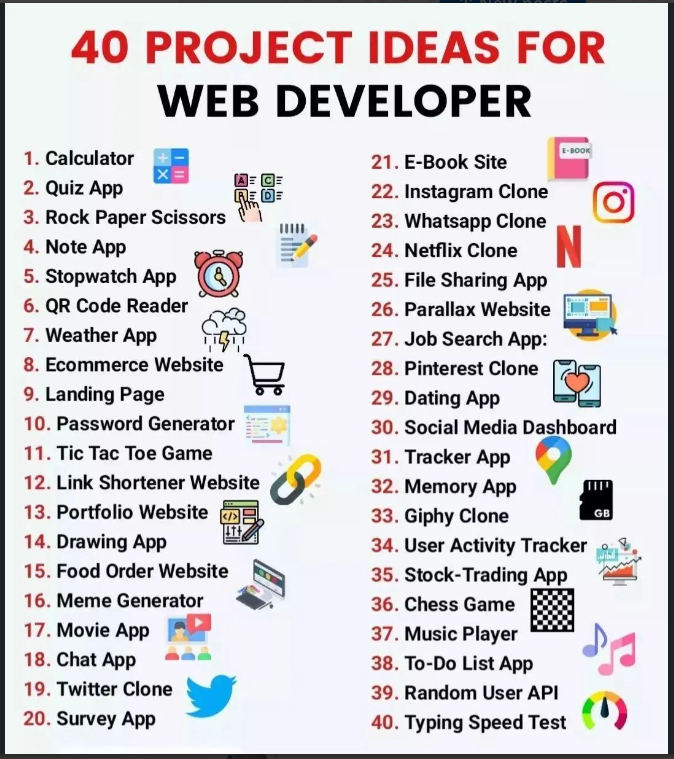 40 PROJECT IDEAS FOR
WEB DEVELOPER
1. Calculator
2. Quiz App
3. Rock Paper Scissors
4. Note App
5. Stopwatch App
6. QR Code Reader
7. Weather App
8. Ecommerce Website
9. Landing Page
10. Password Generator
11. Tic Tac Toe Game
12. Link Shortener Website
13. Portfolio Website
14. Drawing App
15. Food Order Website
16. Meme Generator
17. Movie App
18. Chat App
19. Twitter Clone
20. Survey App
A C
B D
21. E-Book Site
22. Instagram Clone
23. Whatsapp Clone
24. Netflix Clone
25. File Sharing App
26. Parallax Website
27. Job Search App:
28. Pinterest Clone
29. Dating App
30. Social Media Dashboard
31. Tracker App
32. Memory App
33. Giphy Clone
34. User Activity Tracker
35. Stock-Trading App
36. Chess Game
37. Music Player
38. To-Do List App
39. Random User API
40. Typing Speed Test
E-BOOK
N
GB